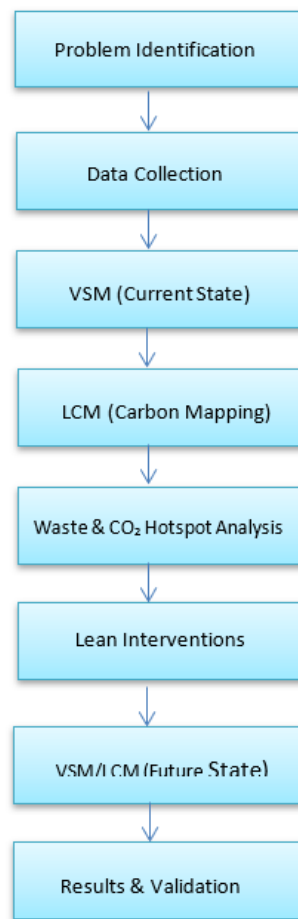 Problem Identification
Data Collection
VSM (Current State)
LCM (Carbon Mapping)
Waste & CO₂ Hotspot Analysis
Lean Interventions
VSM/LCM (Future State)
Results & Validation